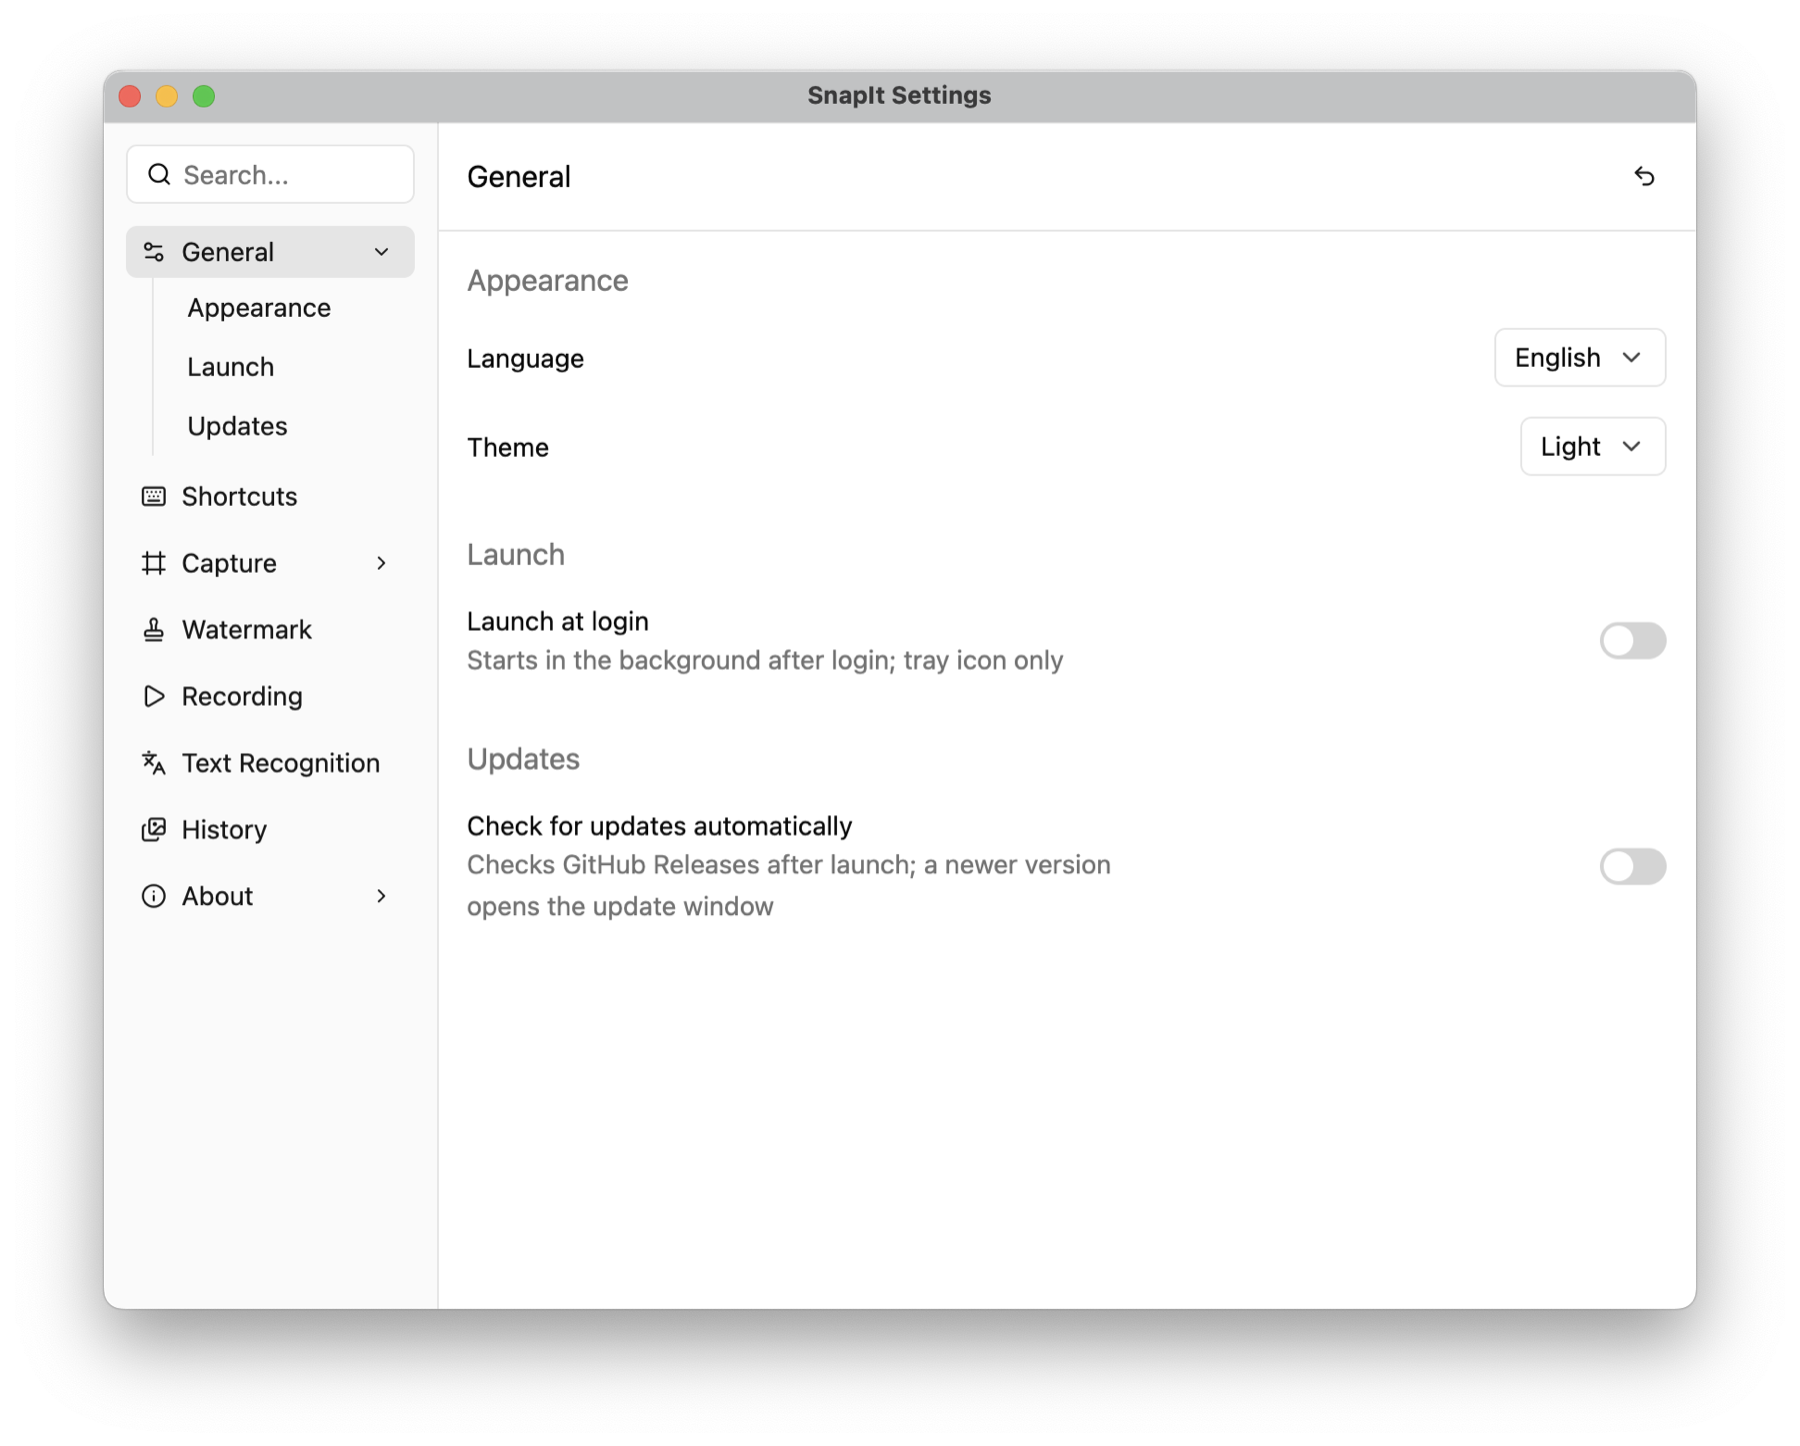 SnapIt Settings
Search...
General
Appearance
Launch
Updates
Shortcuts
Capture
Watermark
Recording
Text Recognition
History
About
General
Appearance
Language
English
Theme
Light
Launch
Launch at login
Starts in the background after login; tray icon only
Updates
Check for updates automatically
Checks GitHub Releases after launch; a newer version
opens the update window